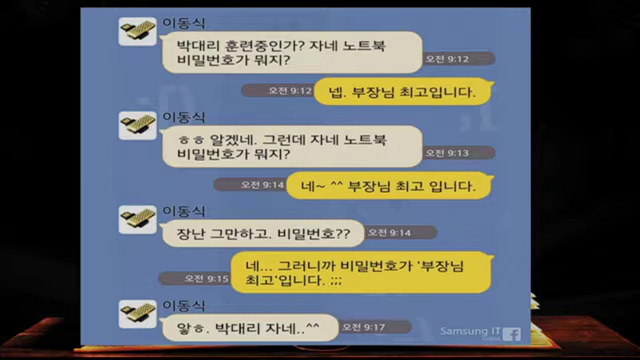 이동식
박대리 훈련중인가? 자네 노트북
비밀번호가 뭐지?
오전 9:12
오전 9:12
넵. 부장님 최고입니다.
이동식
ㅎㅎ 알겠네. 그런데 자네 노트북
비밀번호가 뭐지?
오전 9:13
오전 9:14
네~ ^^ 부장님 최고 입니다.
이동식
장난 그만하고. 비밀번호??
오전 9:14
네... 그러니까 비밀번호가 '부장님
최고'입니다. ;;;
오전 9:15
이동식
앟ㅎ. 박대리 자네..^^
오전 9:17
Samsung IT